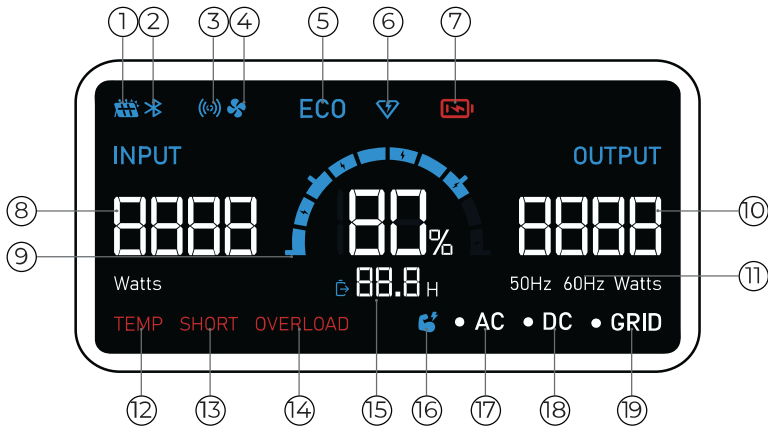 1 2 3 4 5 6 7
ECO
INPUT OUTPUT
8 8888 80% 8888 10
9
Watts 88.8 H 50Hz 60Hz Watts 11
TEMP SHORT OVERLOAD AC DC GRID
12 13 14 15 16 17 18 19